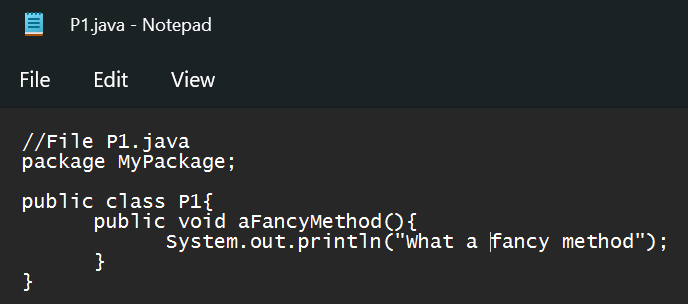 P1.java - Notepad
File Edit View
//File P1.java
package MyPackage;
public class P1{
public void aFancyMethod(){
System.out.println("What a fancy method");
}
}